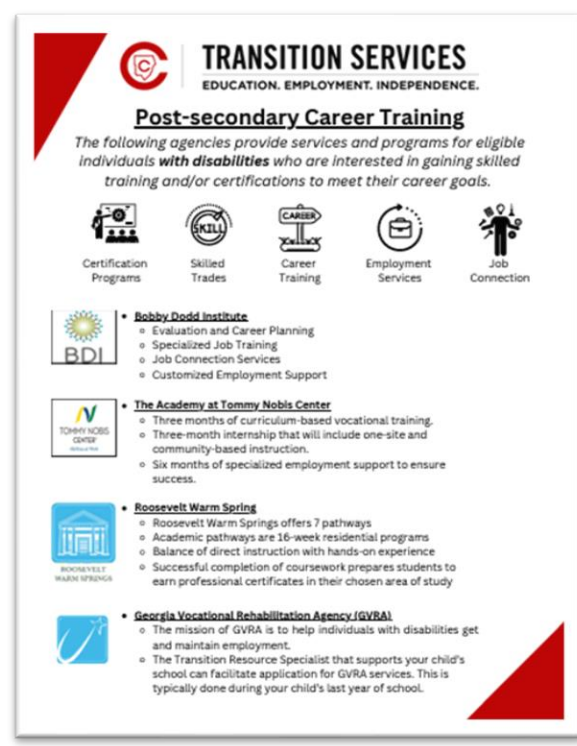 C
TRANSITION SERVICES
EDUCATION. EMPLOYMENT. INDEPENDENCE.
Post-secondary Career Training
The following agencies provide services and programs for eligible
individuals with disabilities who are interested in gaining skilled
training and/or certifications to meet their career goals.
SKILL
CAREER
Certification
Programs
Skilled
Trades
Career
Training
Employment
Services
Job
Connection
BDI
• Bobby Dodd Institute
○ Evaluation and Career Planning
○ Specialized Job Training
○ Job Connection Services
○ Customized Employment Support
TOMMY NOBIS
CENTER
• The Academy at Tommy Nobis Center
○ Three months of curriculum-based vocational training.
○ Three-month internship that will include one-site and
community-based instruction.
○ Six months of specialized employment support to ensure
success.
ROOSEVELT
WARM SPRINGS
• Roosevelt Warm Spring
○ Roosevelt Warm Springs offers 7 pathways
○ Academic pathways are 16-week residential programs
○ Balance of direct instruction with hands-on experience
○ Successful completion of coursework prepares students to
earn professional certificates in their chosen area of study
• Georgia Vocational Rehabilitation Agency (GVRA)
○ The mission of GVRA is to help individuals with disabilities get
and maintain employment.
○ The Transition Resource Specialist that supports your child's
school can facilitate application for GVRA services. This is
typically done during your child's last year of school.